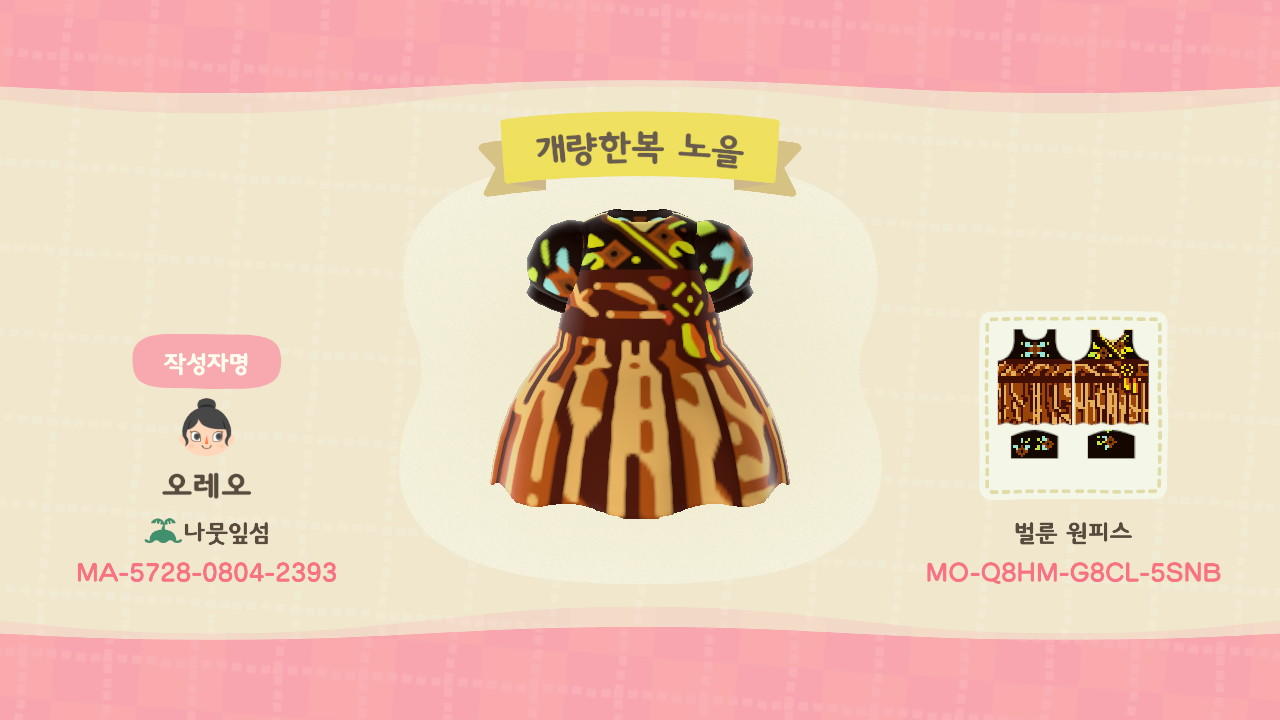 개량한복 노을
작성자명
오레오
나뭇잎섬
MA-5728-0804-2393
벌룬 원피스
MO-Q8HM-G8CL-5SNB